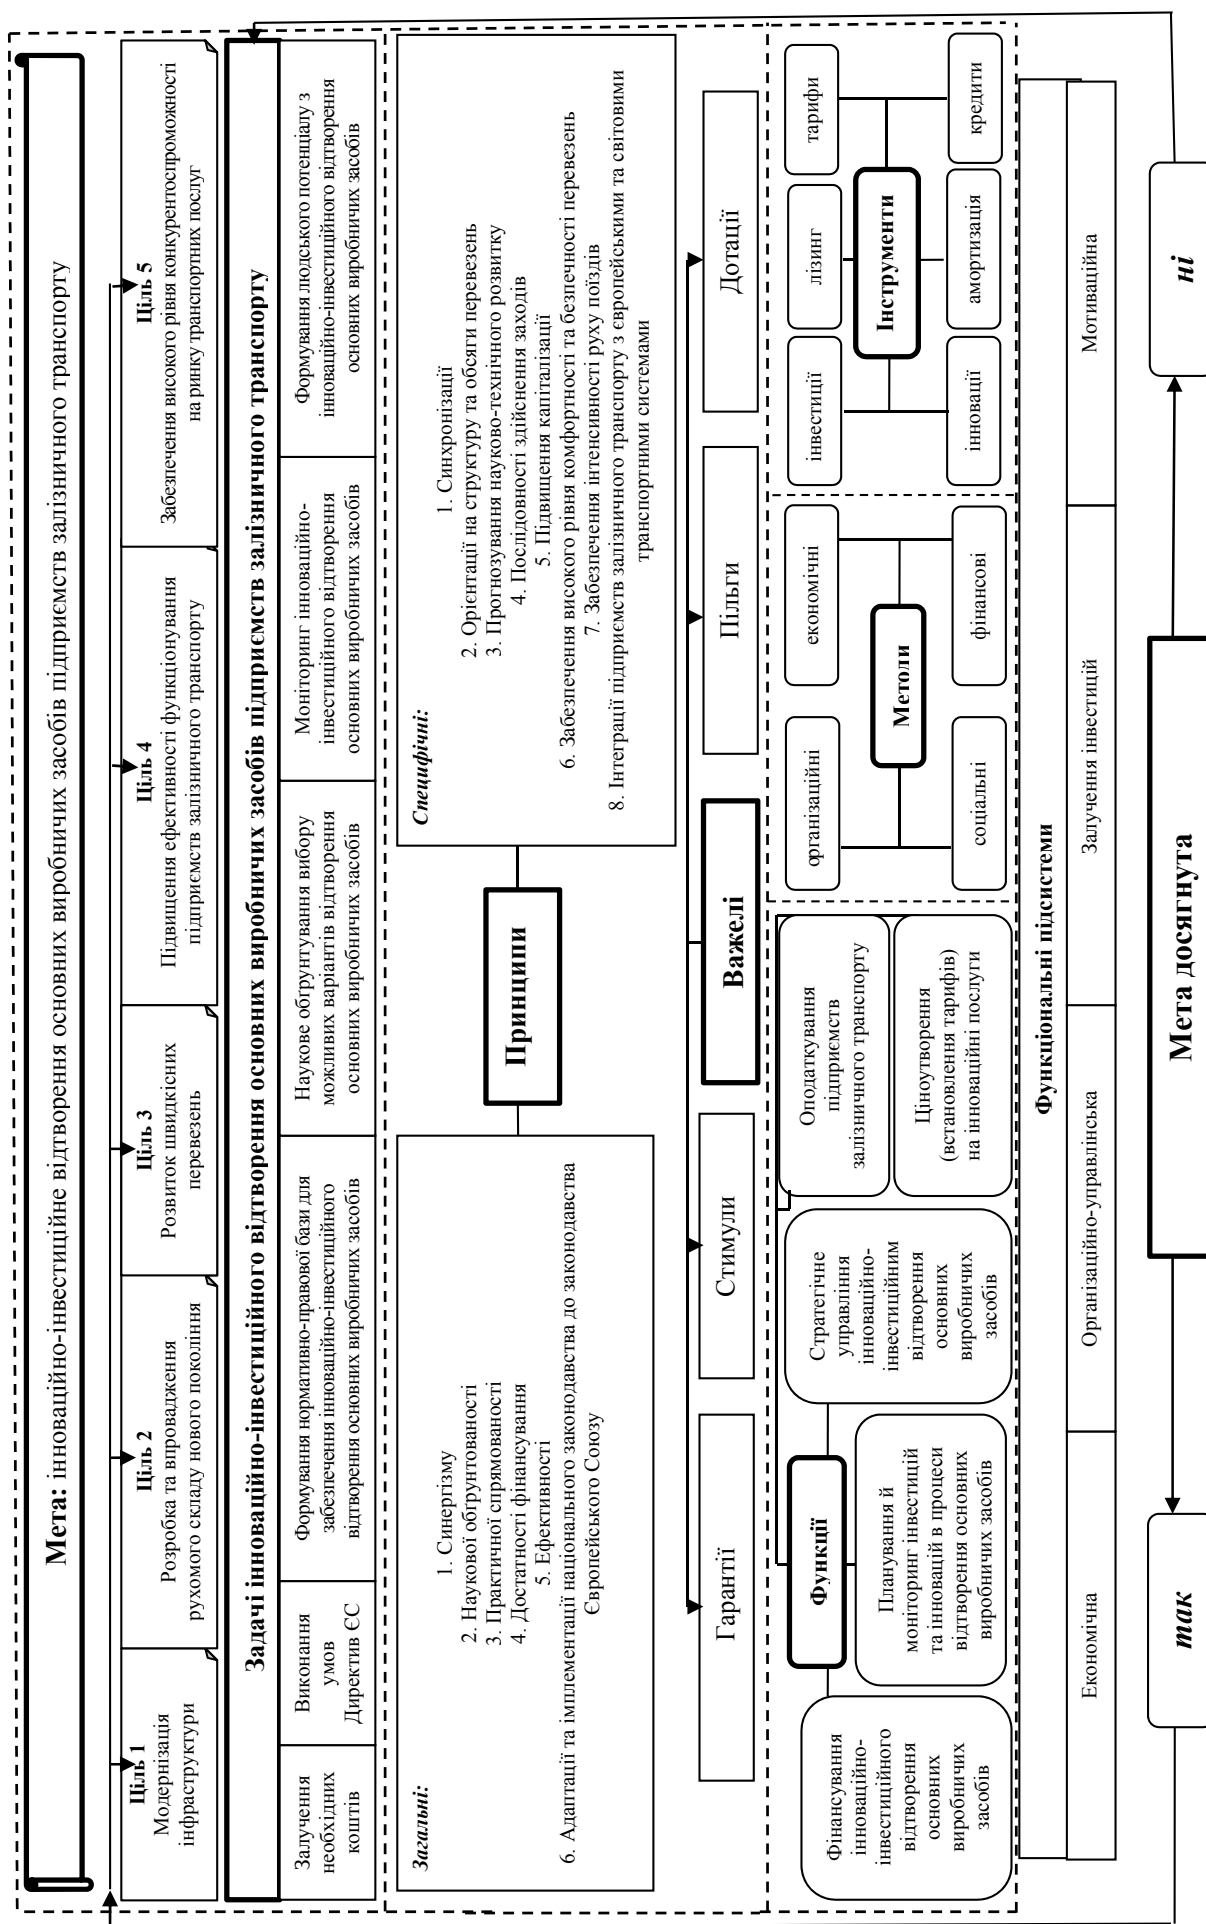 Мета: інноваційно-інвестиційне відтворення основних виробничих засобів підприємств залізничного транспорту
Ціль 1
Модернізація
інфраструктури
Ціль 2
Розробка та впровадження
рухомого складу нового покоління
Ціль 3
Розвиток швидкісних
перевезень
Ціль 4
Підвищення ефективності функціонування
підприємств залізничного транспорту
Ціль 5
Забезпечення високого рівня конкурентоспроможності
на ринку транспортних послуг
Задачі інноваційно-інвестиційного відтворення основних виробничих засобів підприємств залізничного транспорту
Залучення
необхідних
коштів
Виконання
умов
Директив ЄС
Формування нормативно-правової бази для
забезпечення інноваційно-інвестиційного
відтворення основних виробничих засобів
Наукове обґрунтування вибору
можливих варіантів відтворення
основних виробничих засобів
Моніторинг інноваційно-
інвестиційного відтворення
основних виробничих засобів
Формування людського потенціалу з
інноваційно-інвестиційного відтворення
основних виробничих засобів
Загальні:
1. Синергізму
2. Наукової обґрунтованості
3. Практичної спрямованості
4. Достатності фінансування
5. Ефективності
6. Адаптації та імплементації національного законодавства до законодавства
Європейського Союзу
Принципи
Специфічні:
1. Синхронізації
2. Орієнтації на структуру та обсяги перевезень
3. Прогнозування науково-технічного розвитку
4. Послідовності здійснення заходів
5. Підвищення капіталізації
6. Забезпечення високого рівня комфортності та безпечності перевезень
7. Забезпечення інтенсивності руху поїздів
8. Інтеграції підприємств залізничного транспорту з європейськими та світовими
транспортними системами
Гарантії
Стимули
Важелі
Пільги
Дотації
Функції
Фінансування
інноваційно-
інвестиційного
відтворення
основних
виробничих
засобів
Планування й
моніторинг інвестицій
та інновацій в процеси
відтворення основних
виробничих засобів
Стратегічне
управління
інноваційно-
інвестиційним
відтворення
основних
виробничих
засобів
Оподаткування
підприємств
залізничного транспорту
Ціноутворення
(встановлення тарифів)
на інноваційні послуги
організаційні
економічні
Методи
соціальні
фінансові
інвестиції
лізинг
тарифи
Інструменти
інновації
амортизація
кредити
Функціональні підсистеми
Економічна
Організаційно-управлінська
Залучення інвестицій
Мотиваційна
так
Мета досягнута
ні